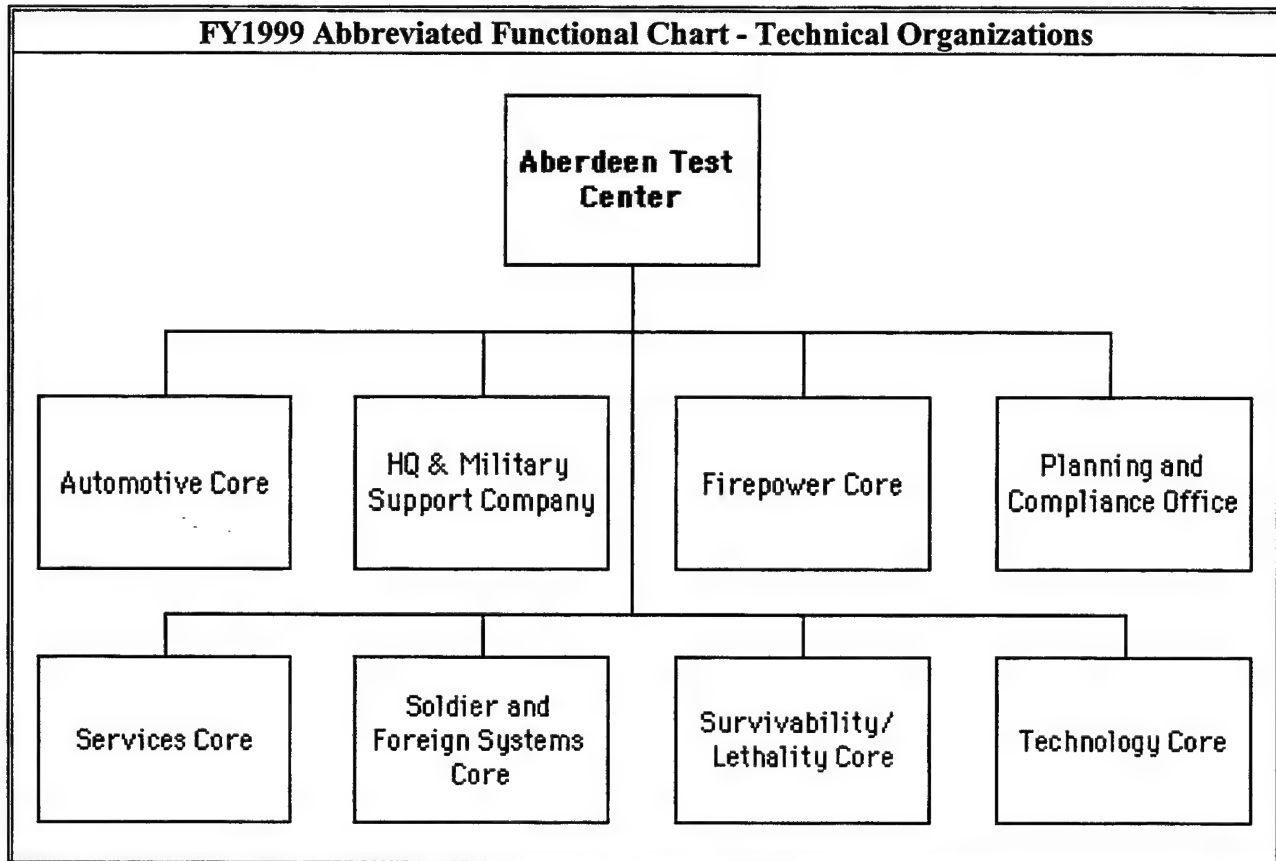 FY1999 Abbreviated Functional Chart - Technical Organizations
Aberdeen Test
Center
Automotive Core
HQ & Military
Support Company
Firepower Core
Planning and
Compliance Office
Services Core
Soldier and
Foreign Systems
Core
Survivability/
Lethality Core
Technology Core